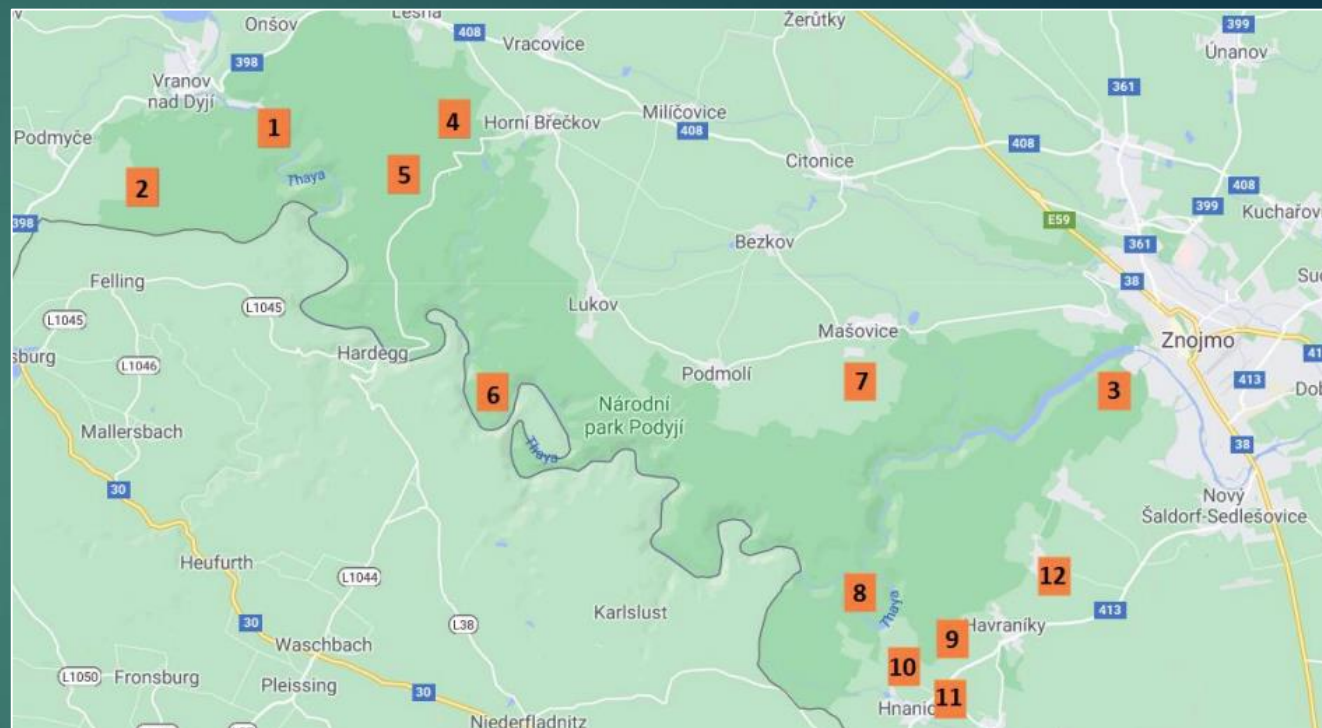 Onšov
Lesná
408
Žerůtky
399
Únanov
Vranov
nad Dyjí
398
Vracovice
361
Podmyče
1
4
Horní Břečkov
Milíčovice
408
Citonice
408
408
2
Thaya
5
399
Kuchařov
398
E59
361
Bezkov
38
Felling
L1045
Lukov
L1045
Mašovice
Znojmo
Hardegg
L1046
Podmolí
7
3
413
6
Národní
park Podyjí
Mallersbach
Thaya
38
30
Nový
Šaldorf-Sedlešovice
Heufurth
L1044
8
12
Karlslust
Thaya
413
30
L38
Havraníky
Waschbach
9
L1050
Fronsburg
Pleissing
10
30
11
Niederfladnitz